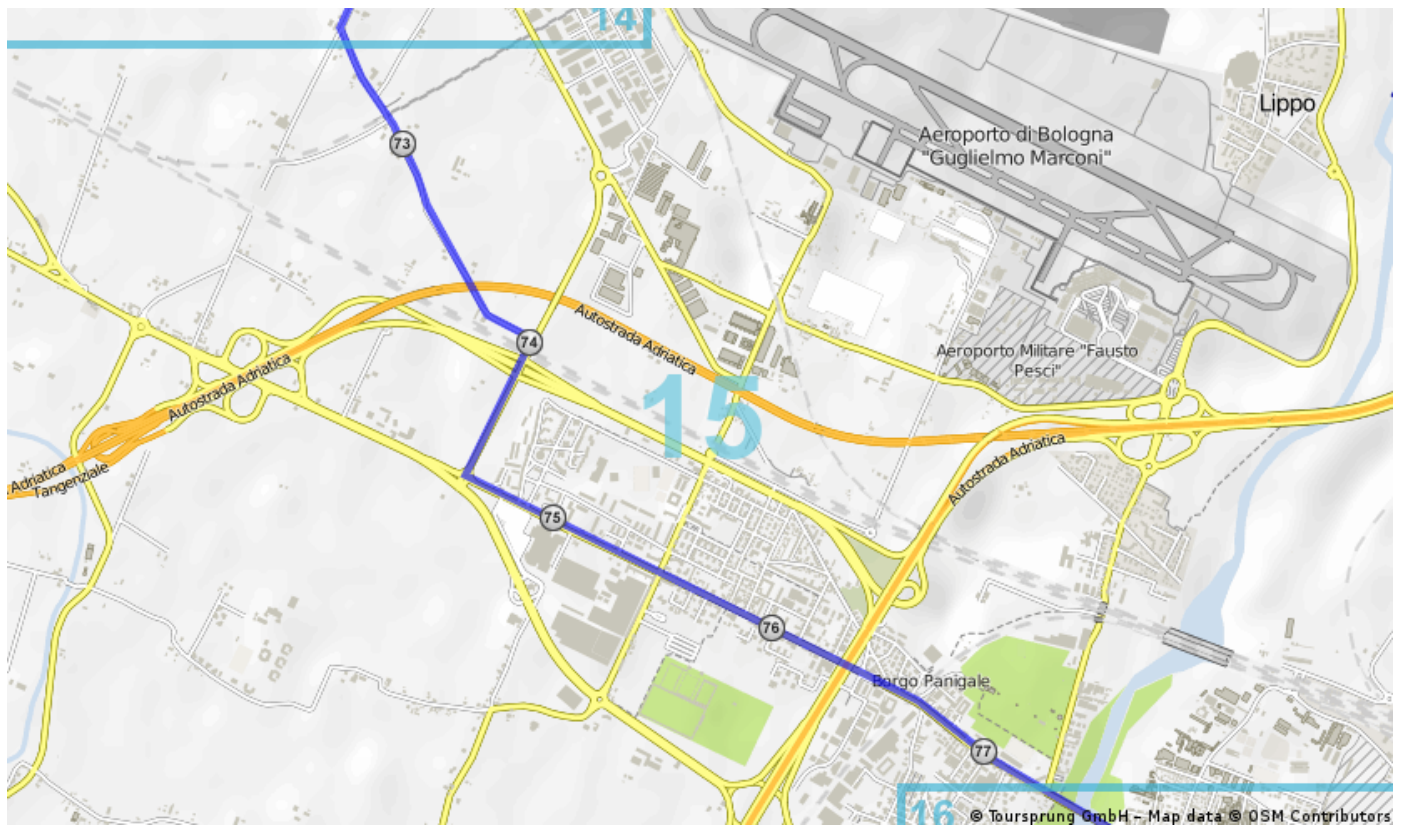 14
Lippo
Aeroporto di Bologna
"Guglielmo Marconi"
73
Autostrada Adriatica
74
Aeroporto Militare "Fausto
Pesci"
Autostrada Adriatica
15
Autostrada Adriatica
Adriatica
Tangenziale
75
76
Borgo Panigale
77
16
© Toursprung GmbH – Map data © OSM Contributors